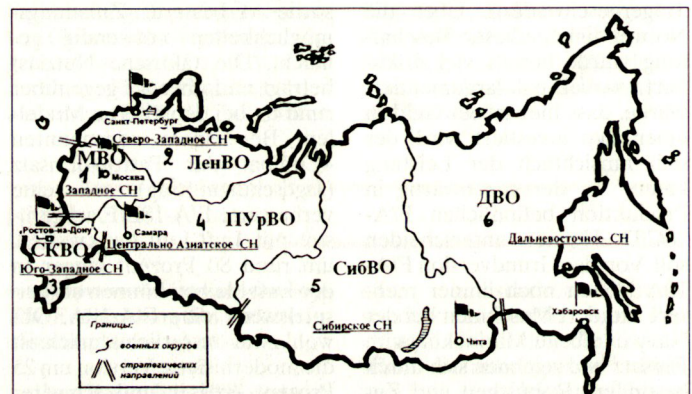 Санкт-Петербург
Северо-Западное СН
МВО
2
ЛенВО
1
Москва
Западное СН
ДВО
6
4
ПУрВО
Ростов-на-Дону
Самара
Центрально Азиатское СН
Дальневосточное СН
СКВО
СибВО
Юго-Западное СН
3
5
Сибирское СН
Хабаровск
Чита
Границы:
военных округов
стратегических
направлений